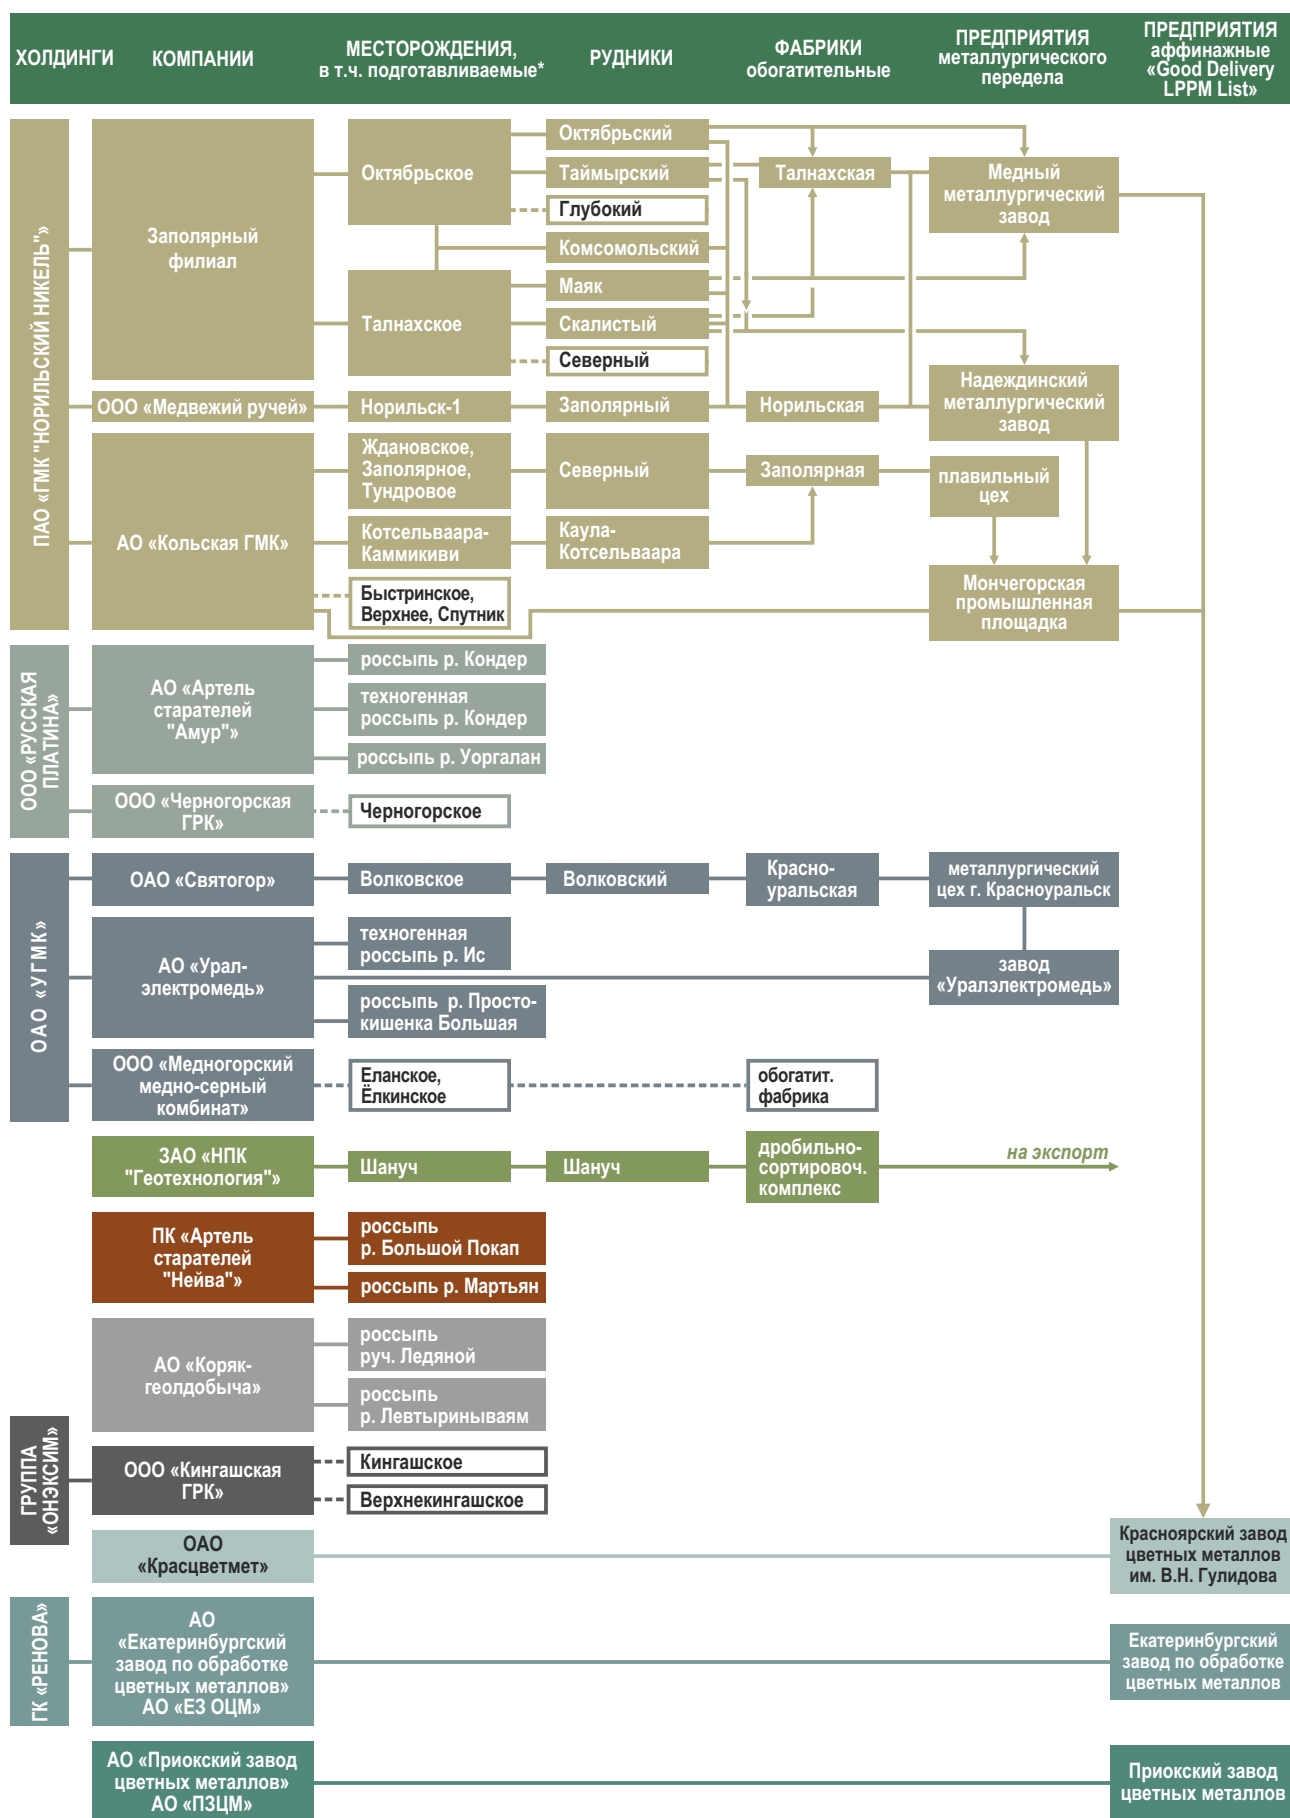 ХОЛДИНГИ
КОМПАНИИ
МЕСТОРОЖДЕНИЯ,
в т.ч. подготавливаемые*
РУДНИКИ
ФАБРИКИ
обогатительные
ПРЕДПРИЯТИЯ
металлургического
передела
ПРЕДПРИЯТИЯ
аффинажные
«Good Delivery
LPPM List»
ПАО «ГМК "НОРИЛЬСКИЙ НИКЕЛЬ"»
Заполярный
филиал
Октябрьское
Талнахское
Октябрьский
Таймырский
Глубокий
Комсомольский
Маяк
Скалистый
Северный
Талнахская
Медный
металлургический
завод
ООО «Медвежий ручей»
Норильск-1
Заполярный
Норильская
Надеждинский
металлургический
завод
АО «Кольская ГМК»
Ждановское,
Заполярное,
Тундровое
Северный
Заполярная
плавильный
цех
Котсельваара-
Каммикиви
Каула-
Котсельваара
Быстринское,
Верхнее, Спутник
Мончегорская
промышленная
площадка
ООО «РУССКАЯ
ПЛАТИНА»
АО «Артель
старателей
"Амур"»
россыпь р. Кондер
техногенная
россыпь р. Кондер
россыпь р. Уоргалан
ООО «Черногорская
ГРК»
Черногорское
ОАО «УГМК»
ОАО «Святогор»
Волковское
Волковский
Красно-
уральская
металлургический
цех г. Красноуральск
АО «Урал-
электромедь»
техногенная
россыпь р. Ис
россыпь р. Просто-
кишенка Большая
завод
«Уралэлектромедь»
ООО «Медногорский
медно-серный
комбинат»
Еланское,
Ёлкинское
обогатит.
фабрика
ЗАО «НПК
"Геотехнология"»
Шануч
Шануч
дробильно-
сортировоч.
комплекс
на экспорт
ПК «Артель
старателей
"Нейва"»
россыпь
р. Большой Покап
россыпь р. Мартьян
АО «Коряк-
геолдобыча»
россыпь
руч. Ледяной
россыпь
р. Левтыринываям
ГРУППА
«ОНЭКСИМ»
ООО «Кингашская
ГРК»
Кингашское
Верхнекингашское
ОАО
«Красцветмет»
Красноярский завод
цветных металлов
им. В.Н. Гулидова
ГК «РЕНОВА»
АО
«Екатеринбургский
завод по обработке
цветных металлов»
АО «ЕЗ ОЦМ»
Екатеринбургский
завод по обработке
цветных металлов
АО «Приокский завод
цветных металлов»
АО «ПЗЦМ»
Приокский завод
цветных металлов